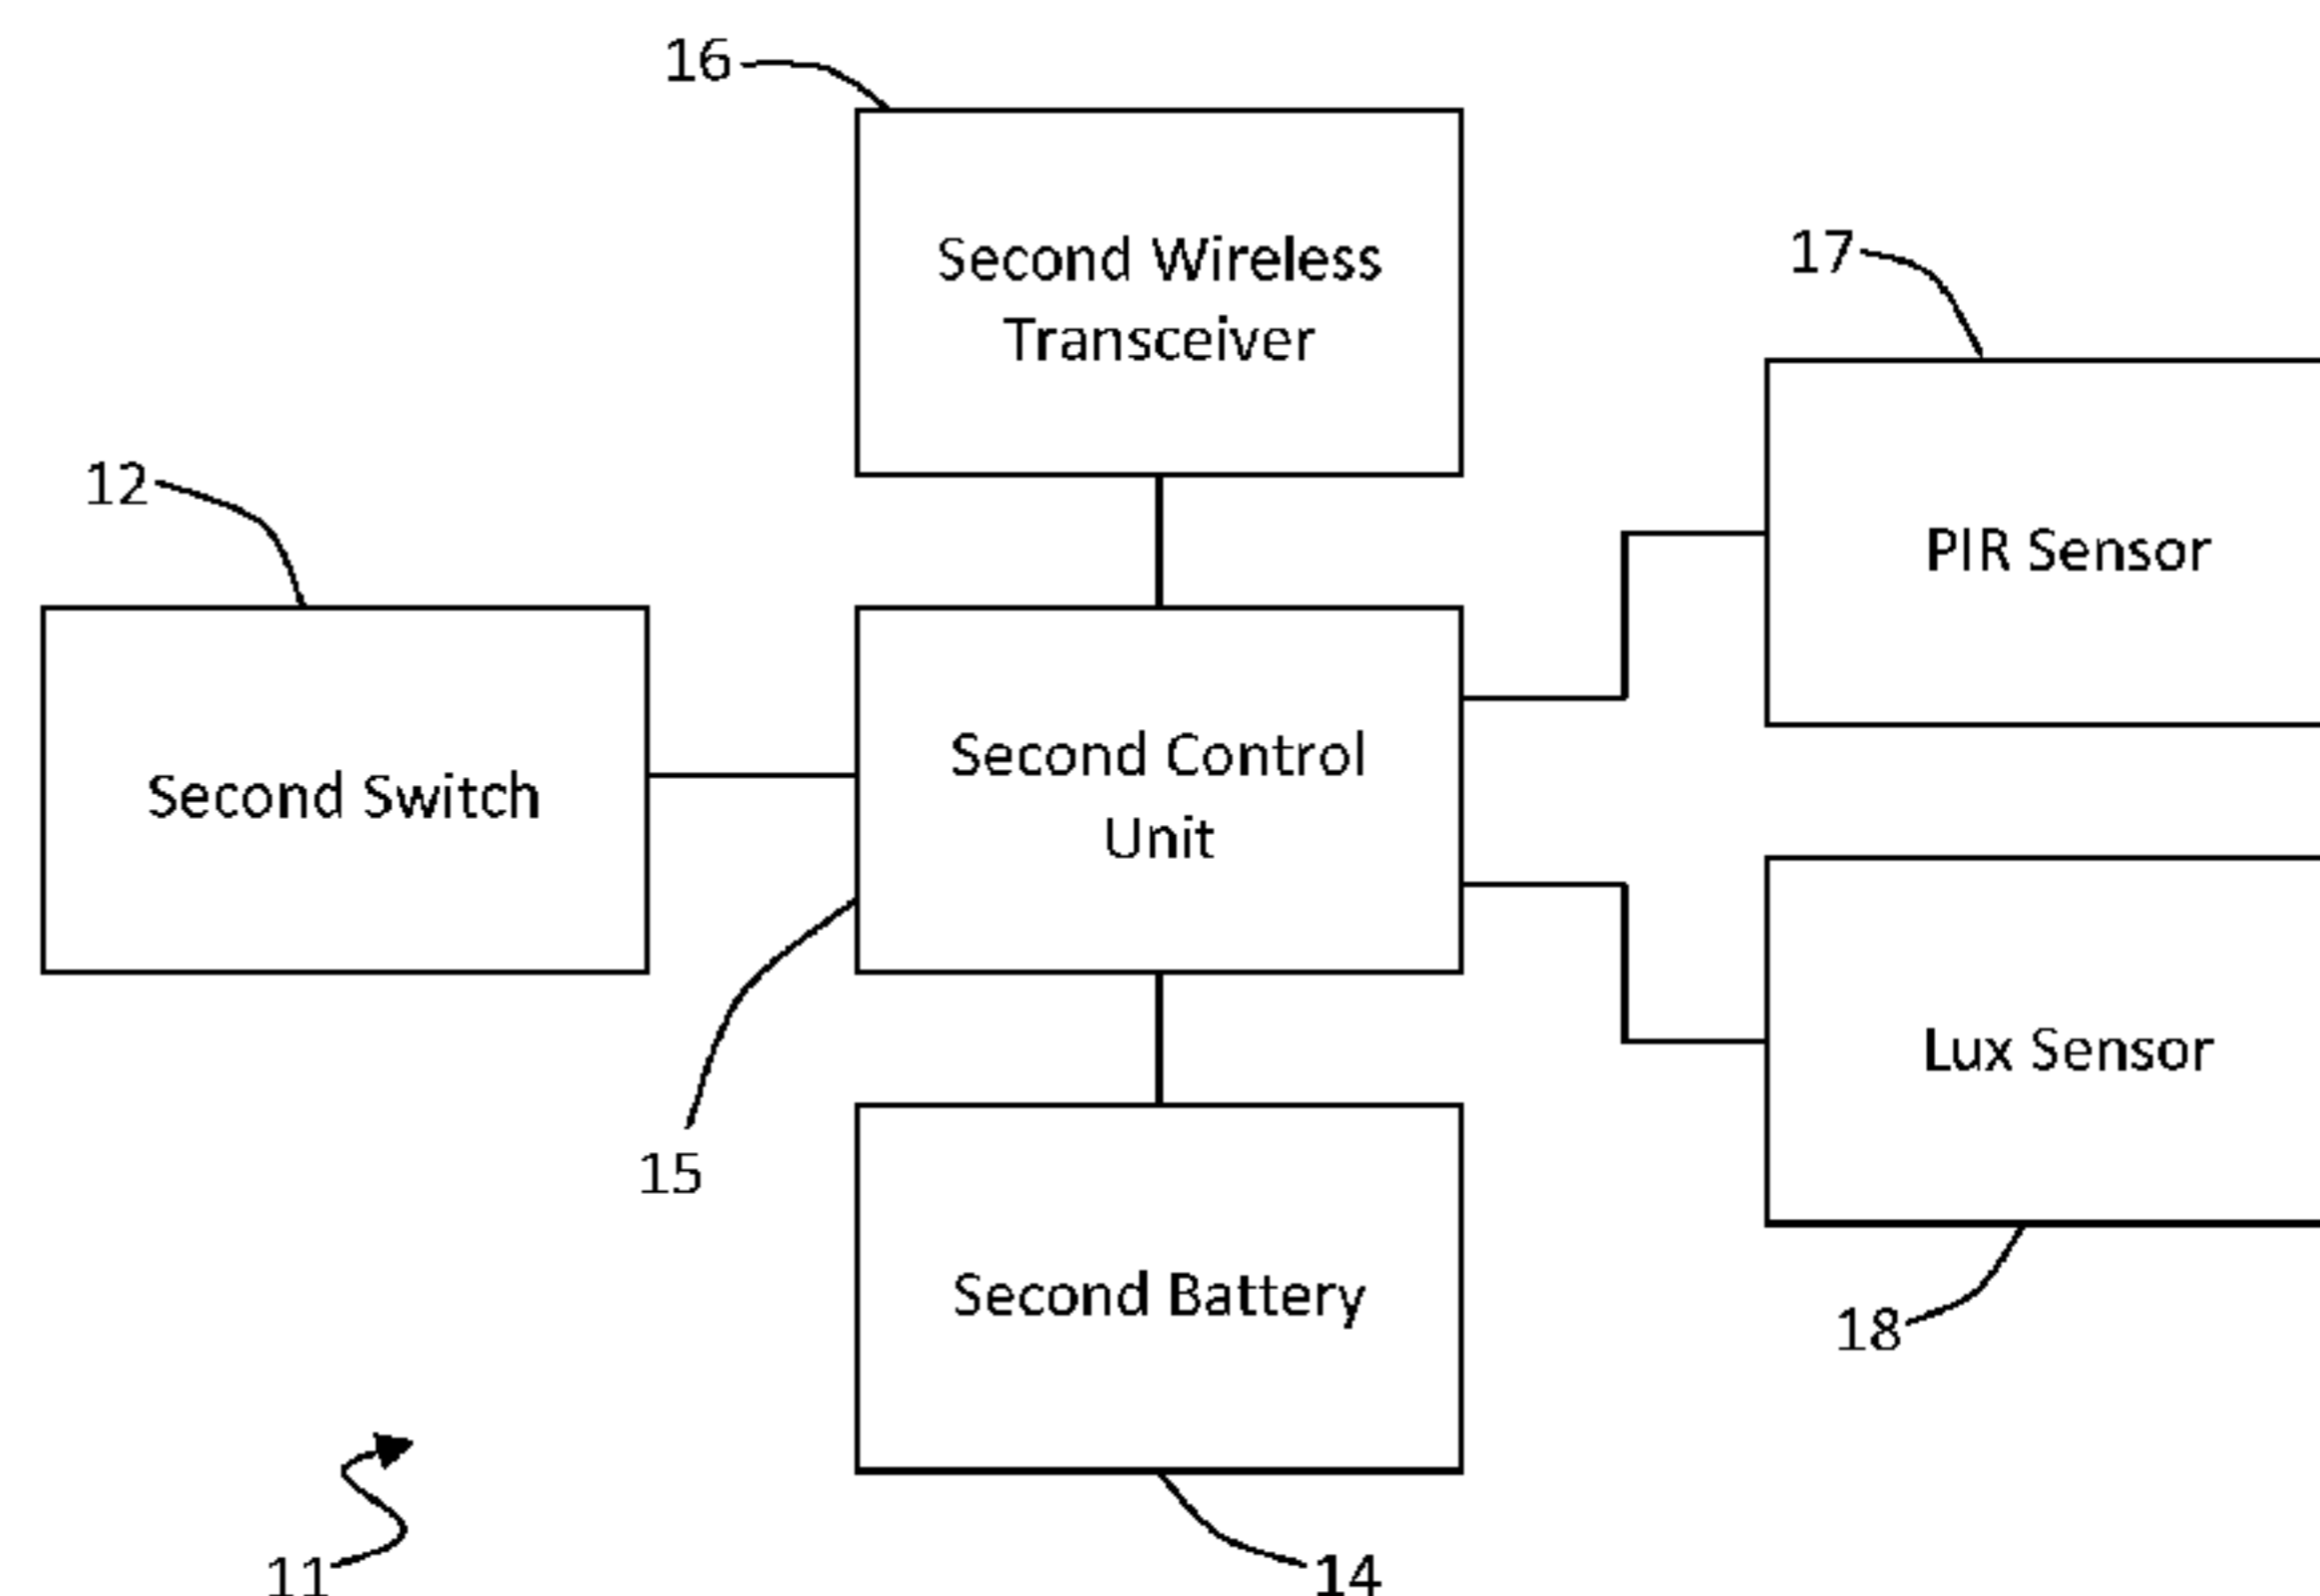 16
Second Wireless
Transceiver
17
12
PIR Sensor
Second Switch
Second Control
Unit
Lux Sensor
15
Second Battery
18
11
14